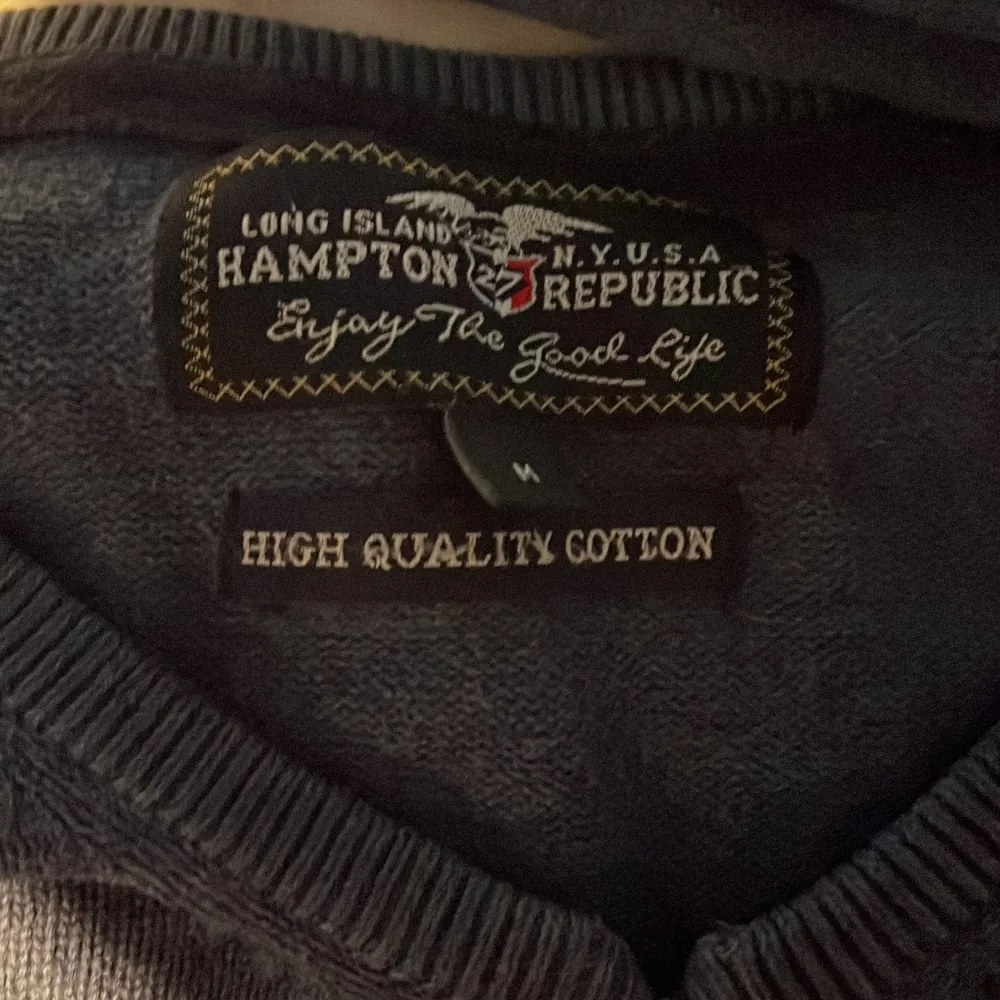 LONG ISLAND N.Y.U.S.A
HAMPTON 27 REPUBLIC
Enjoy The Good Life
M
HIGH QUALITY COTTON